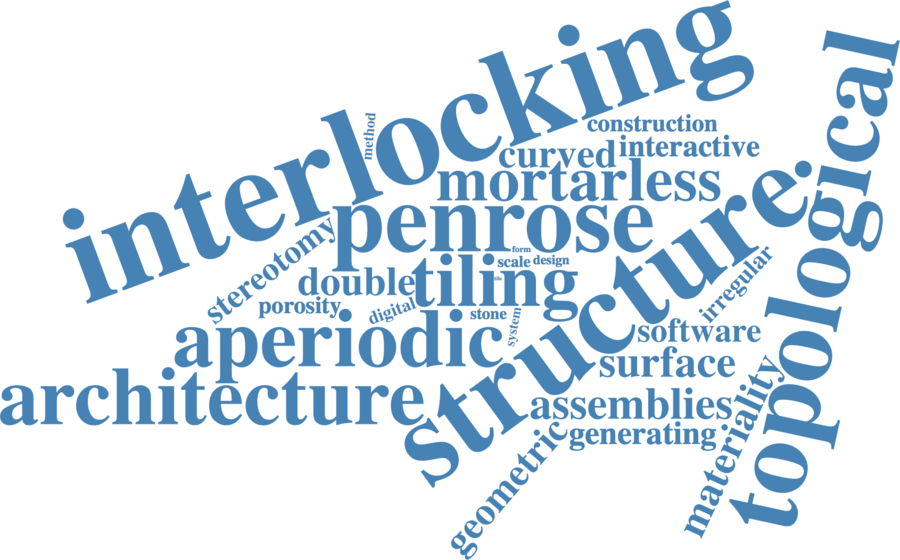 interlocking
method
construction
curved
interactive
mortarless
topological
penrose
structure
stereotomy
form
scale
design
double
tiling
irregular
porosity
digital
stone
system
software
aperiodic
surface
architecture
assemblies
materiality
generating
geometric